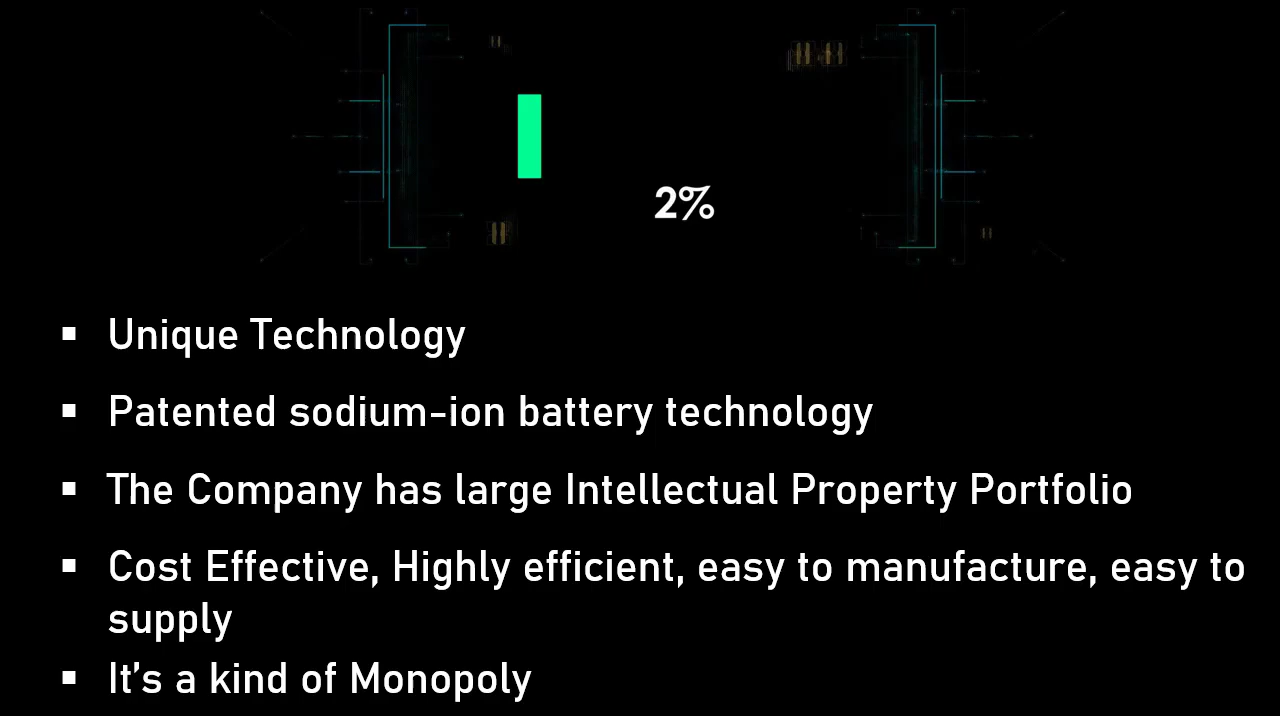 2%
▪ Unique Technology
▪ Patented sodium-ion battery technology
▪ The Company has large Intellectual Property Portfolio
▪ Cost Effective, Highly efficient, easy to manufacture, easy to
supply
▪ It’s a kind of Monopoly